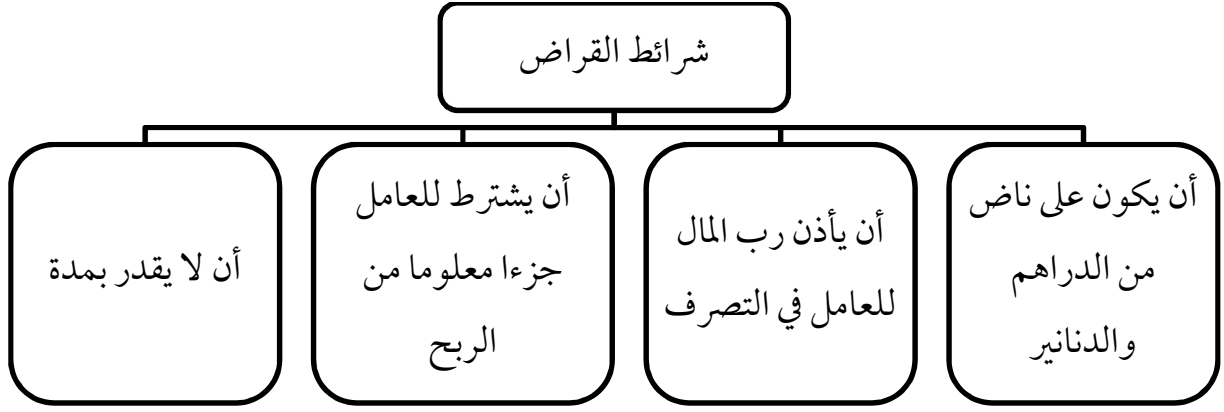 شرائط القراض
أن يكون على ناض
من الدراهم
والدنانير
أن يأذن رب المال
للعامل في التصرف
أن يشترط للعامل
جزءا معلوما من
الربح
أن لا يقدر بمدة